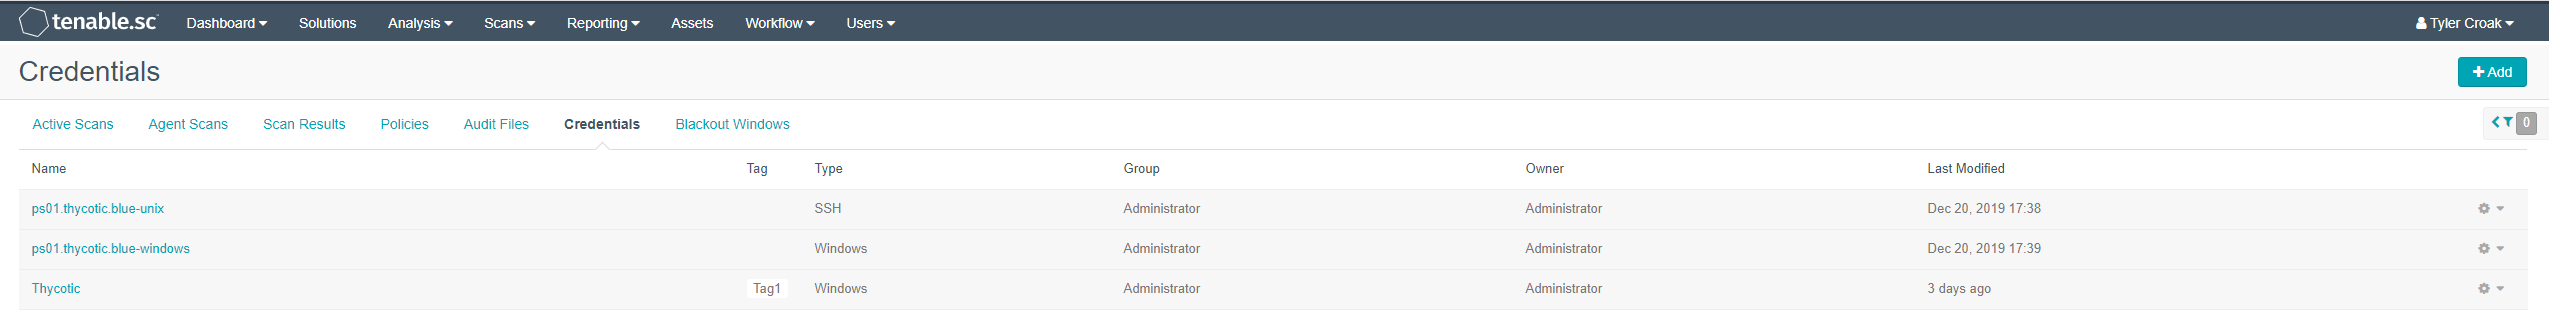 tenable.sc Dashboard Solutions Analysis Scans Reporting Assets Workflow Users Tyler Croak
Credentials
+ Add
Active Scans Agent Scans Scan Results Policies Audit Files Credentials Blackout Windows 0
Name Tag Type Group Owner Last Modified
ps01.thycotic.blue-unix SSH Administrator Administrator Dec 20, 2019 17:38
ps01.thycotic.blue-windows Windows Administrator Administrator Dec 20, 2019 17:39
Thycotic Tag1 Windows Administrator Administrator 3 days ago